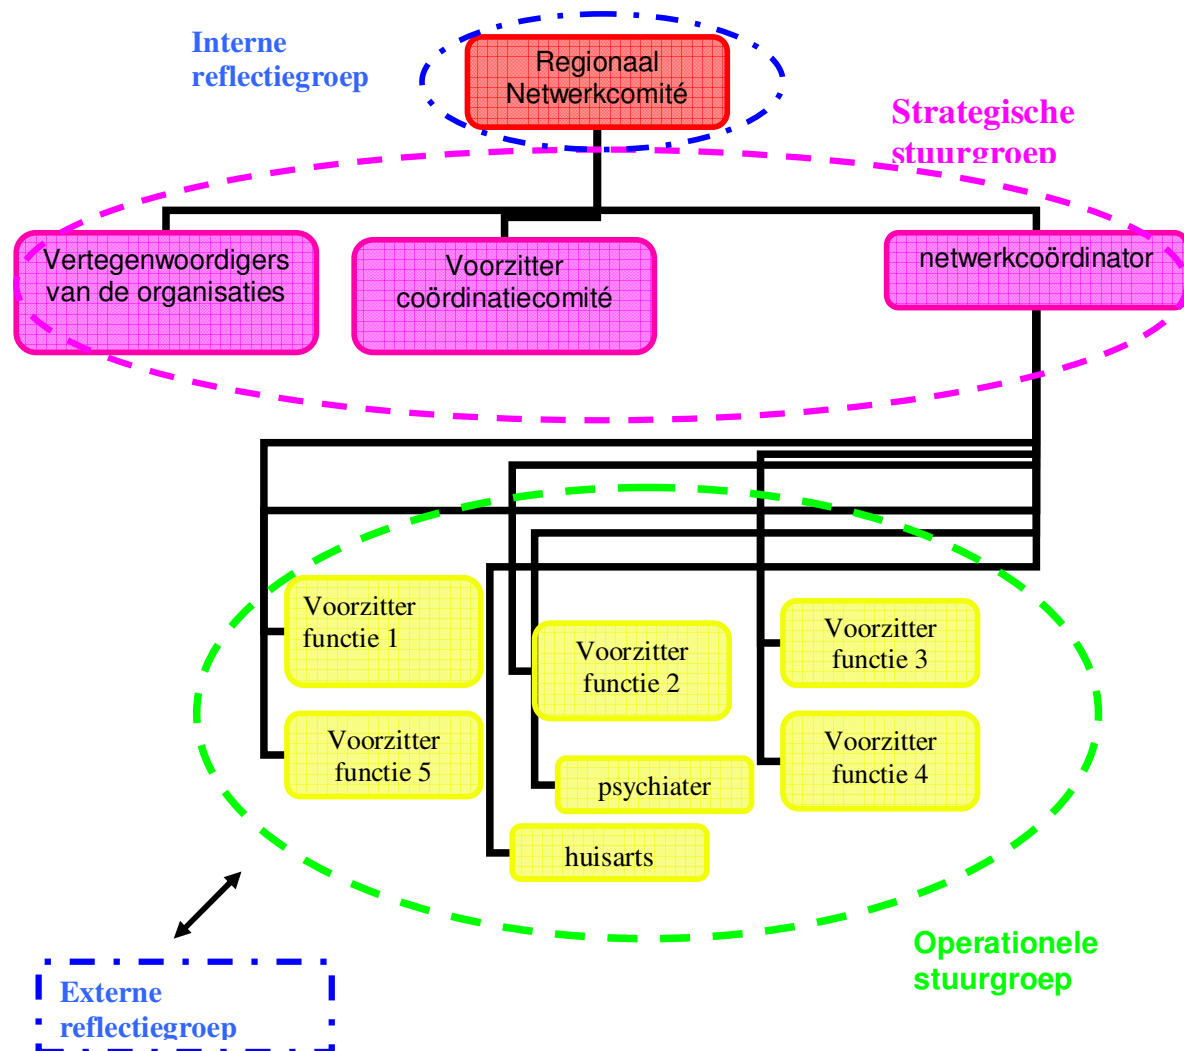 Interne
reflectiegroep
Regionaal
Netwerkcomité
Strategische
stuurgroep
Vertegenwoordigers
van de organisaties
Voorzitter
coördinatiecomité
netwerkcoördinator
Voorzitter
functie 1
Voorzitter
functie 2
Voorzitter
functie 3
Voorzitter
functie 5
psychiater
Voorzitter
functie 4
huisarts
Operationele
stuurgroep
Externe
reflectiegroep